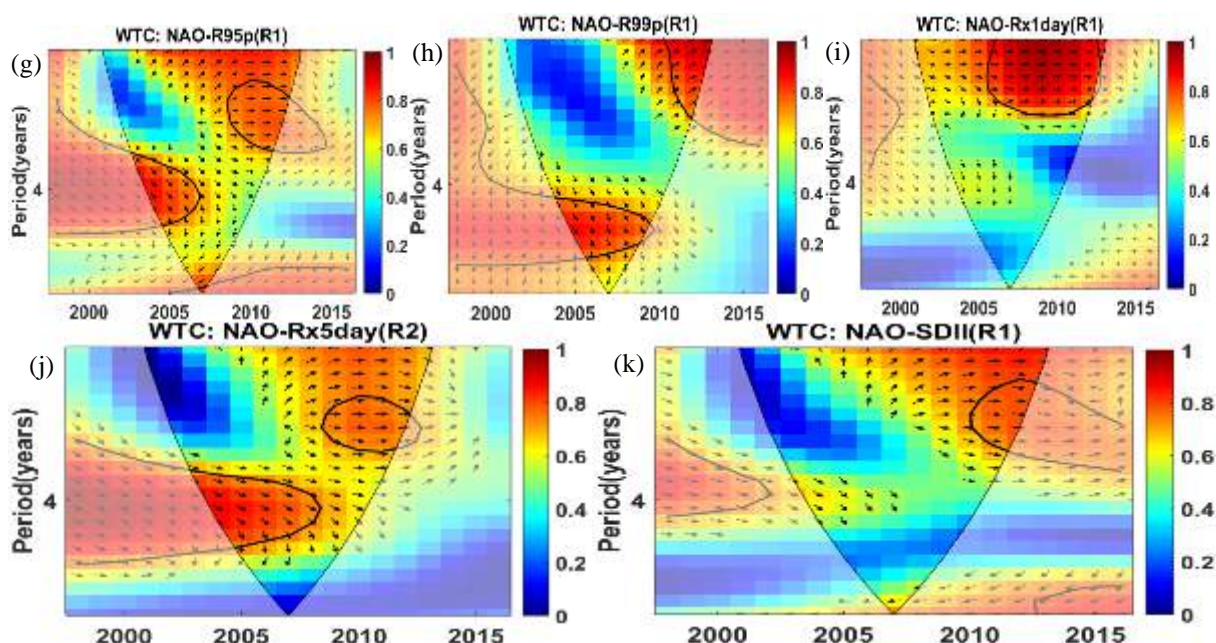 WTC: NAO-R95p(R1)
(g)
Period(years)
4
1
0.8
0.6
0.4
0.2
0
2000 2005 2010 2015
WTC: NAO-R99p(R1)
(h)
Period(years)
4
1
0.8
0.6
0.4
0.2
0
2000 2005 2010 2015
WTC: NAO-Rx1day(R1)
(i)
Period(years)
4
1
0.8
0.6
0.4
0.2
0
2000 2005 2010 2015
WTC: NAO-Rx5day(R2)
(j)
Period(years)
4
1
0.8
0.6
0.4
0.2
0
2000 2005 2010 2015
WTC: NAO-SDII(R1)
(k)
Period(years)
4
1
0.8
0.6
0.4
0.2
0
2000 2005 2010 2015